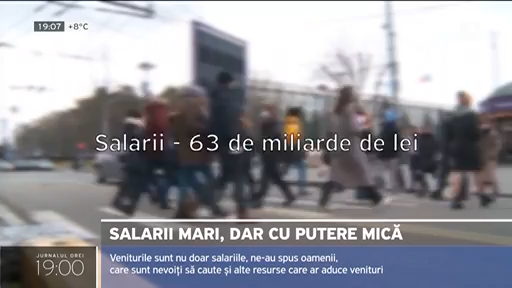 19:07 +8°C
Salarii - 63 de miliarde de lei
SALARII MARI, DAR CU PUTERE MICĂ
JURNALUL OREI
19:00
Veniturile sunt nu doar salariile, ne-au spus oamenii,
care sunt nevoiți să caute și alte resurse care ar aduce venituri